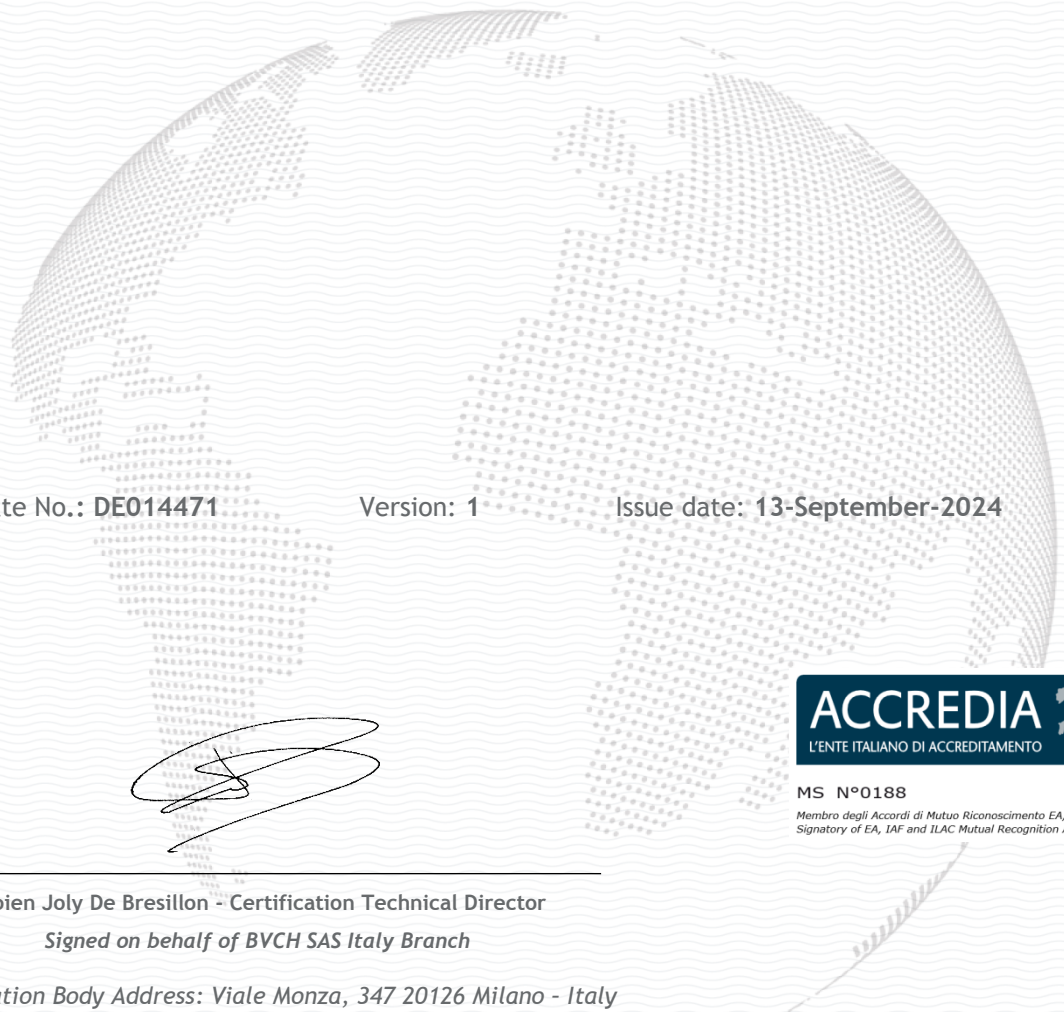 te No.: DE014471 Version: 1 Issue date: 13-September-2024
ACCREDIA
L'ENTE ITALIANO DI ACCREDITAMENTO
MS N°0188
Membro degli Accordi di Mutuo Riconoscimento EA,
Signatory of EA, IAF and ILAC Mutual Recognition
bien Joly De Bresillon - Certification Technical Director
Signed on behalf of BVCH SAS Italy Branch
ation Body Address: Viale Monza, 347 20126 Milano - Italy